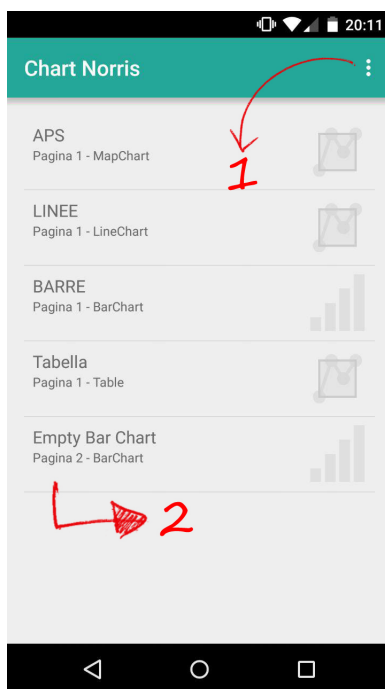 20:11
Chart Norris
1
APS
Pagina 1 - MapChart
LINEE
Pagina 1 - LineChart
BARRE
Pagina 1 - BarChart
Tabella
Pagina 1 - Table
Empty Bar Chart
Pagina 2 - BarChart
2